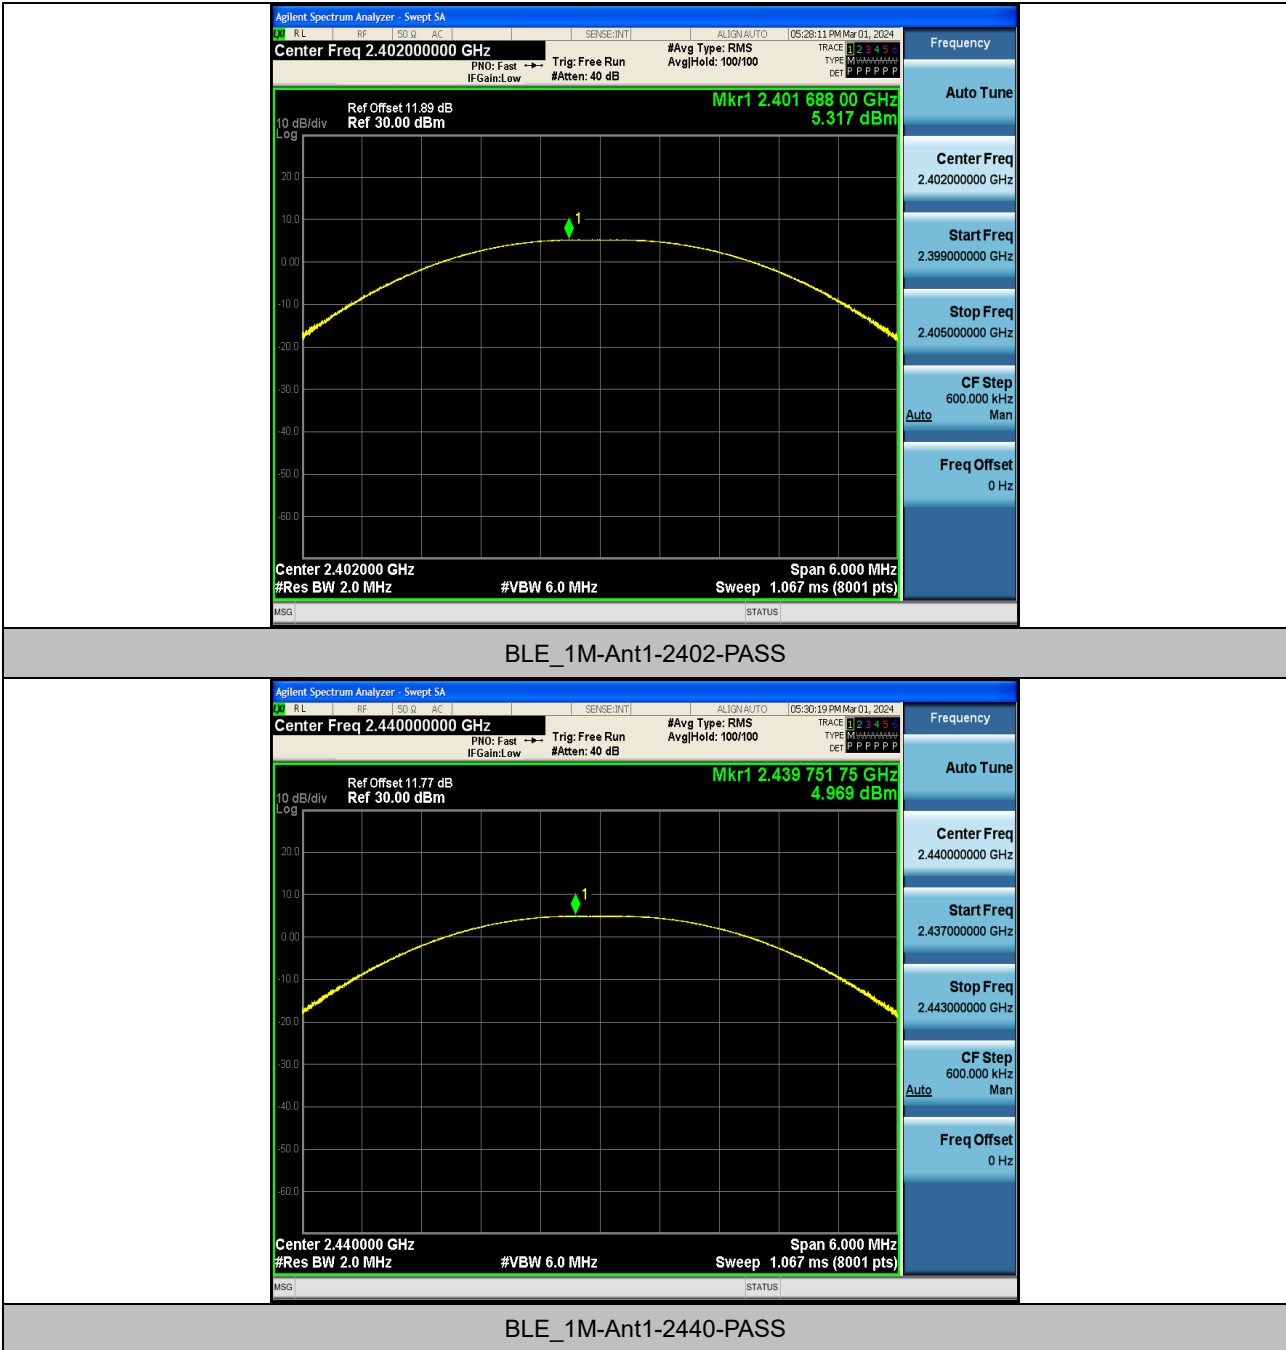 Agilent Spectrum Analyzer - Swept SA
LXI RL RF 50 Ω AC SENSE:INT ALIGN AUTO 05:28:11 PM Mar 01, 2024
Center Freq 2.402000000 GHz
PNO: Fast
IFGain:Low
Trig: Free Run
#Atten: 40 dB
#Avg Type: RMS
Avg|Hold: 100/100
TRACE 1 2 3 4 5 6
TYPE M
DET P P P P P P
Frequency
Auto Tune
Center Freq
2.402000000 GHz
Start Freq
2.399000000 GHz
Stop Freq
2.405000000 GHz
CF Step
600.000 kHz
Auto Man
Freq Offset
0 Hz
Mkr1 2.401 688 00 GHz
5.317 dBm
Ref Offset 11.89 dB
10 dB/div Ref 30.00 dBm
Log
20.0
10.0
0.00
-10.0
-20.0
-30.0
-40.0
-50.0
-60.0
1
Center 2.402000 GHz Span 6.000 MHz
#Res BW 2.0 MHz #VBW 6.0 MHz Sweep 1.067 ms (8001 pts)
MSG STATUS
BLE_1M-Ant1-2402-PASS
Agilent Spectrum Analyzer - Swept SA
LXI RL RF 50 Ω AC SENSE:INT ALIGN AUTO 05:30:19 PM Mar 01, 2024
Center Freq 2.440000000 GHz
PNO: Fast
IFGain:Low
Trig: Free Run
#Atten: 40 dB
#Avg Type: RMS
Avg|Hold: 100/100
TRACE 1 2 3 4 5 6
TYPE M
DET P P P P P P
Frequency
Auto Tune
Center Freq
2.440000000 GHz
Start Freq
2.437000000 GHz
Stop Freq
2.443000000 GHz
CF Step
600.000 kHz
Auto Man
Freq Offset
0 Hz
Mkr1 2.439 751 75 GHz
4.969 dBm
Ref Offset 11.77 dB
10 dB/div Ref 30.00 dBm
Log
20.0
10.0
0.00
-10.0
-20.0
-30.0
-40.0
-50.0
-60.0
1
Center 2.440000 GHz Span 6.000 MHz
#Res BW 2.0 MHz #VBW 6.0 MHz Sweep 1.067 ms (8001 pts)
MSG STATUS
BLE_1M-Ant1-2440-PASS